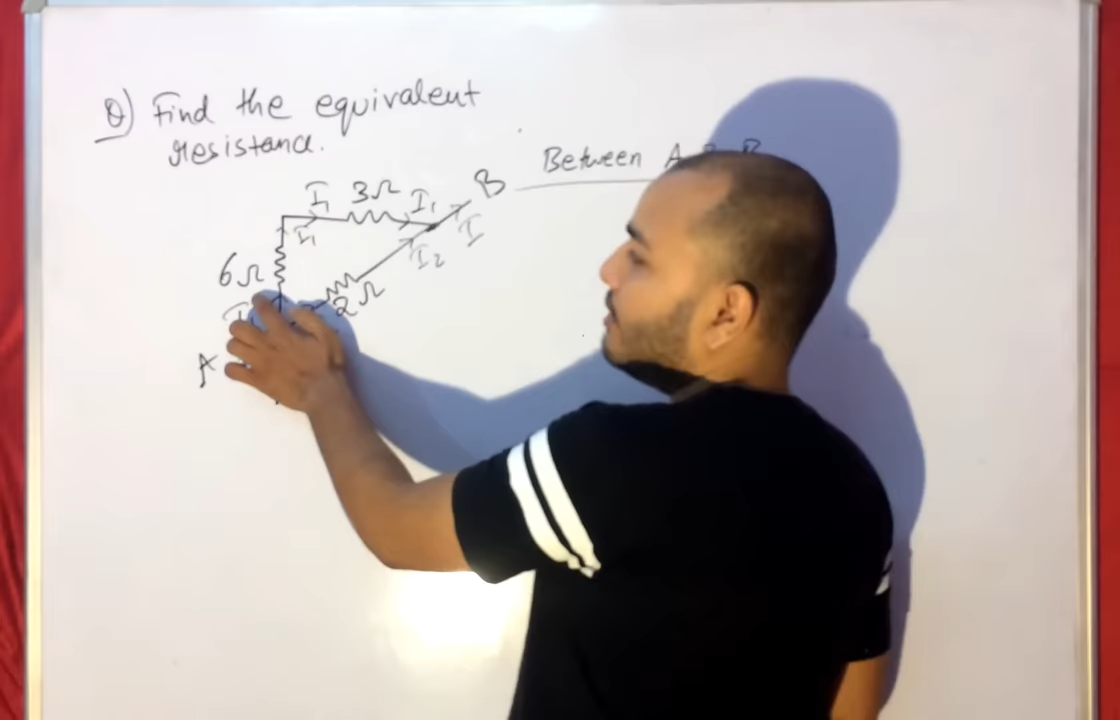 Q) Find the equivalent
resistance.
Between A
B
I₁ 3Ω I₁
I₁
I
6Ω
I₂
2Ω
A